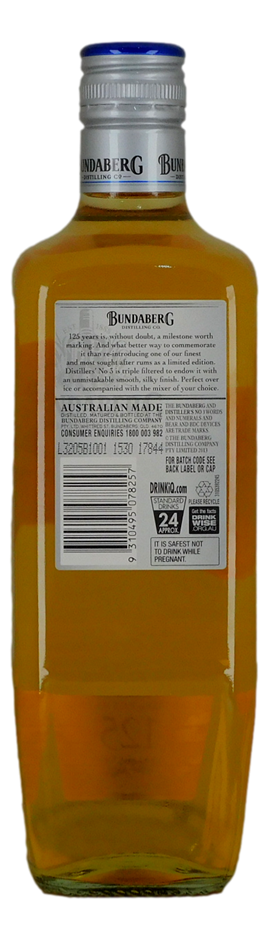 BUNDABERG
DISTILLING CO
BUNDABERG
DISTILLING CO.
125 years is, without doubt, a milestone worth
marking. And what better way to commemorate
it than re-introducing one of our finest
and most sought after rums as a limited edition.
Distillers' No 3 is triple filtered to endow it with
an unmistakable smooth, silky finish. Perfect over
ice or accompanied with the mixer of your choice.
AUSTRALIAN MADE
DISTILLED, MATURED & BOTTLED BY THE
BUNDABERG DISTILLING COMPANY
CONSUMER ENQUIRIES 1800 003 982
L3205B1001 1530 17844
THE BUNDABERG AND
DISTILLER'S NO 3 WORDS
AND NUMERALS AND
BEAR AND REC. DEVICES
ARE TRADE MARKS.
© THE BUNDABERG
DISTILLING COMPANY
PTY LIMITED 2013
FOR BATCH CODE SEE
BACK LABEL OR CAP
9 310495 078257
DRINKiQ.com
PLEASE RECYCLE
STANDARD
DRINKS
24
APPROX.
Get the facts
DRINK
WISE
.ORG.AU
IT IS SAFEST NOT
TO DRINK WHILE
PREGNANT.